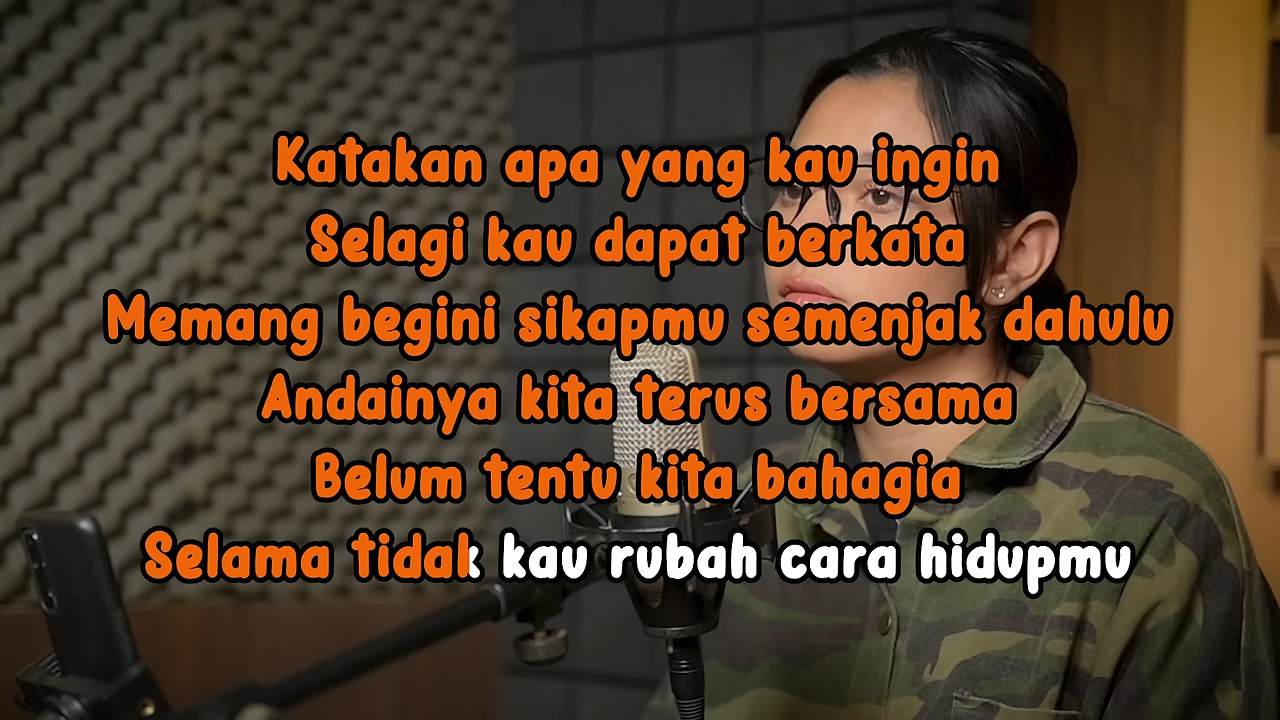 Katakan apa yang kau ingin
Selagi kau dapat berkata
Memang begini sikapmu semenjak dahulu
Andainya kita terus bersama
Belum tentu kita bahagia
Selama tidak kau rubah cara hidupmu